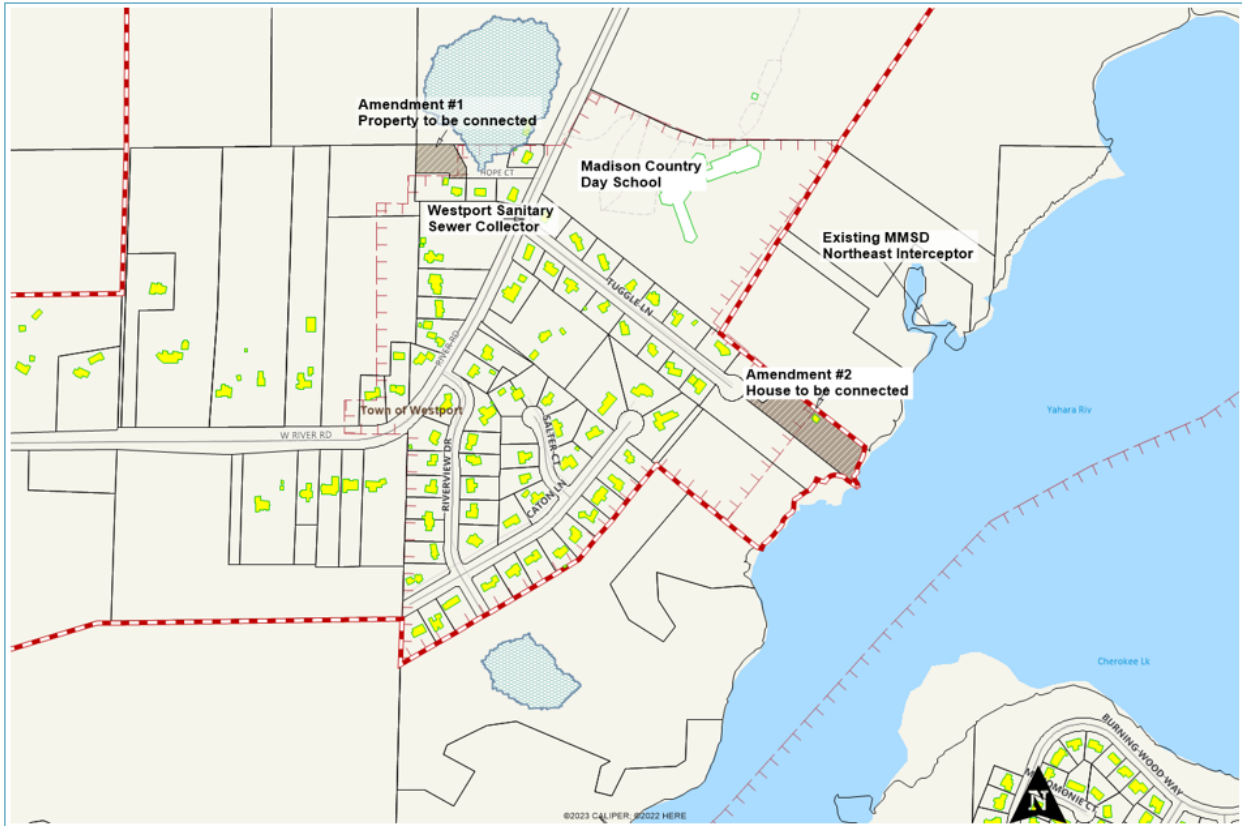 Amendment #1
Property to be connected
HOPE CT
Madison Country
Day School
Westport Sanitary
Sewer Collector
Existing MMSD
Northeast Interceptor
TUGGLE LN
RIVER RD
Amendment #2
House to be connected
Town of Westport
Yahara Riv
W RIVER RD
SALTER CT
RIVERVIEW DR
CATON LN
Cherokee Lk
BURNING WOOD WAY
N
©2023 CALIPER; ©2022 HERE